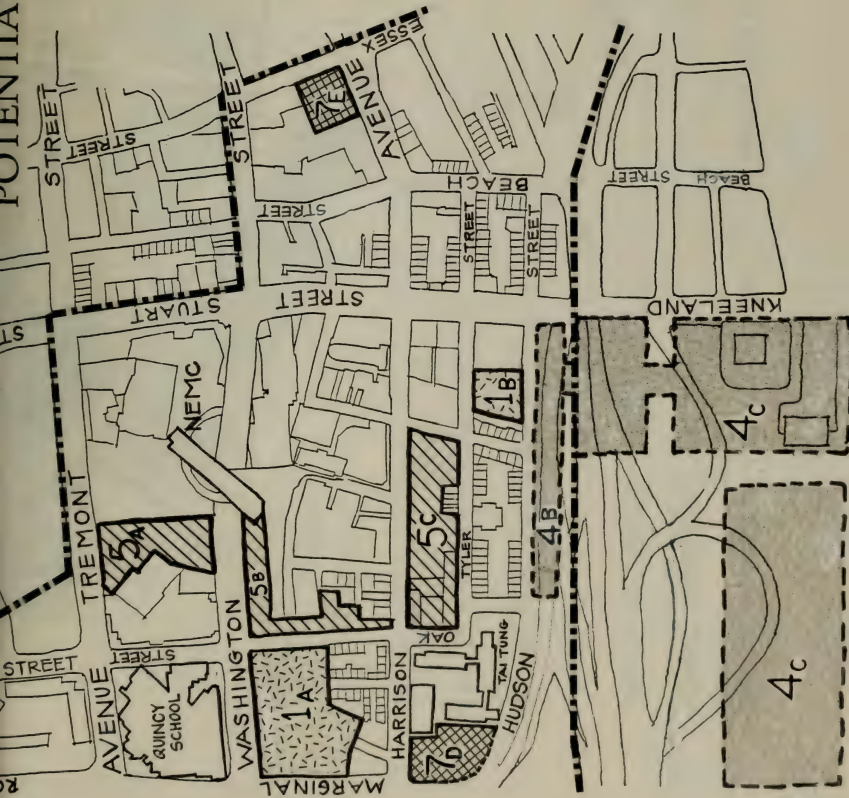 POTENTIA
STREET
STREET
STREET
ESSEX
AVENUE
7E
STREET
BEACH
STREET
STREET
BEACH
STREET
ST
STUART
STREET
KNEELAND
NEMC
1B
4C
TREMONT
5A
5B
5C
TYLER
4B
STREET
STREET
WASHINGTON
OAK
AVENUE
QUINCY
SCHOOL
1A
HARRISON
TAI TUNG
HUDSON
7D
4C
MARGINAL